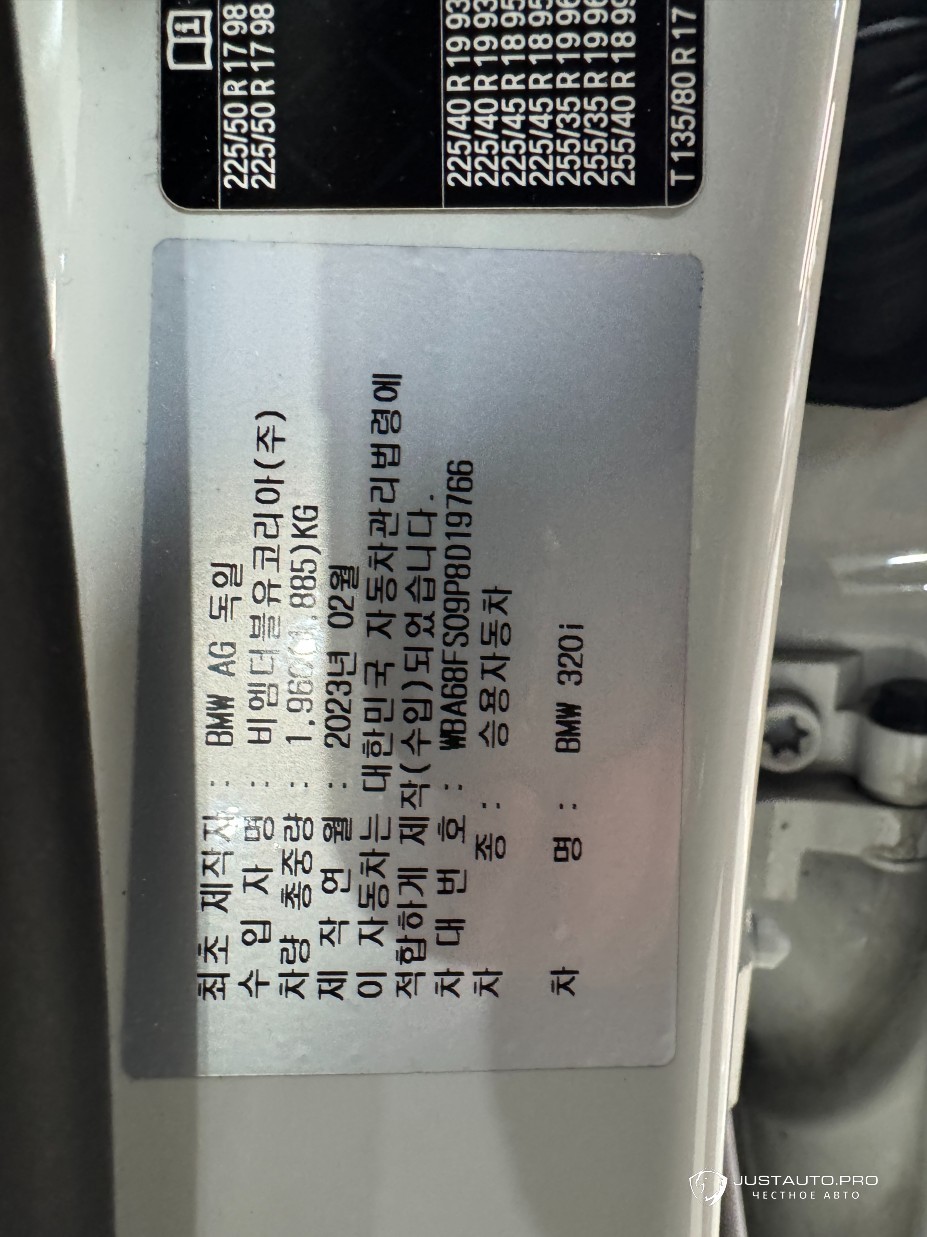 225/50 R 17 98
225/50 R 17 98
225/40 R 19 93
225/40 R 19 93
225/45 R 18 95
225/45 R 18 95
255/35 R 19 96
255/35 R 19 96
255/40 R 18 99
T 135/80 R 17
최초 제작자 : BMW AG 독일
수 입 자 명 : 비엠더블유코리아(주)
차량 총중량 : 1,960(1,885)KG
제 작 연 월 : 2023년 02월
이 자동차는 대한민국 자동차관리법령에
적합하게 제작(수입)되었습니다.
차 대 번 호 : WBA68FS09P8D19766
차 종 : 승용자동차
차 명 : BMW 320i
JUSTAUTO.PRO
ЧЕСТНОЕ АВТО